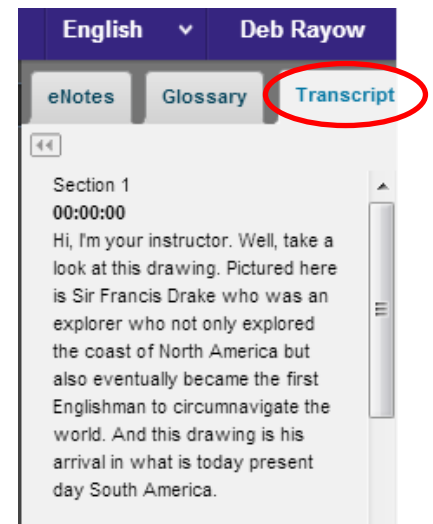 English Deb Rayow
eNotes Glossary Transcript
Section 1
00:00:00
Hi, I'm your instructor. Well, take a
look at this drawing. Pictured here
is Sir Francis Drake who was an
explorer who not only explored
the coast of North America but
also eventually became the first
Englishman to circumnavigate the
world. And this drawing is his
arrival in what is today present
day South America.